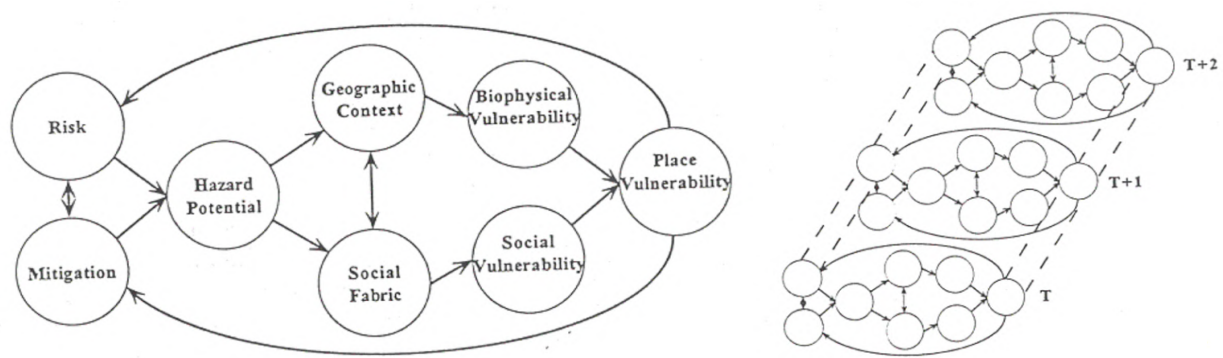 Risk
Mitigation
Hazard
Potential
Geographic
Context
Social
Fabric
Biophysical
Vulnerability
Social
Vulnerability
Place
Vulnerability
T+2
T+1
T